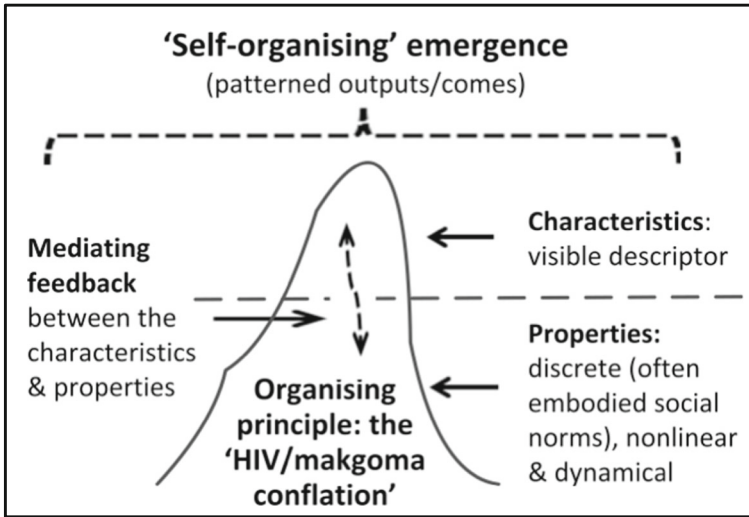 ‘Self-organising’ emergence
(patterned outputs/comes)
Mediating
feedback
between the
characteristics
& properties
Characteristics:
visible descriptor
Properties:
discrete (often
embodied social
norms), nonlinear
& dynamical
Organising
principle: the
‘HIV/makgoma
conflation’